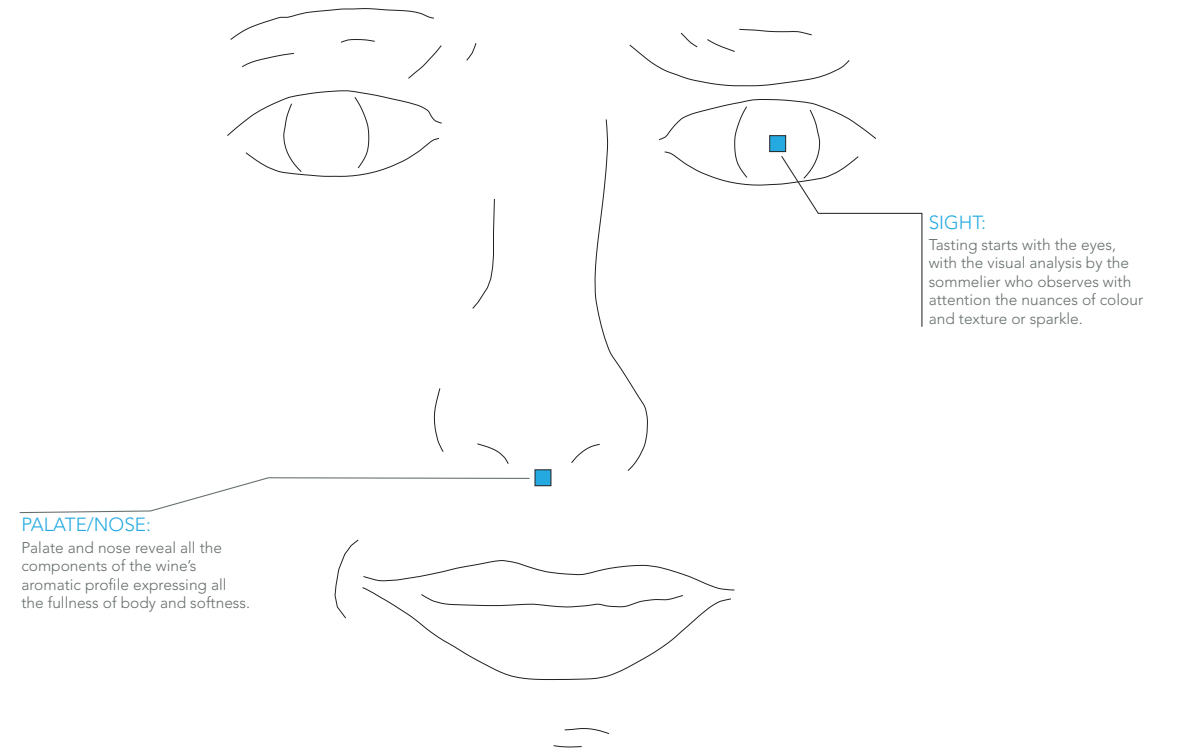 SIGHT:
Tasting starts with the eyes,
with the visual analysis by the
sommelier who observes with
attention the nuances of colour
and texture or sparkle.
PALATE/NOSE:
Palate and nose reveal all the
components of the wine's
aromatic profile expressing all
the fullness of body and softness.